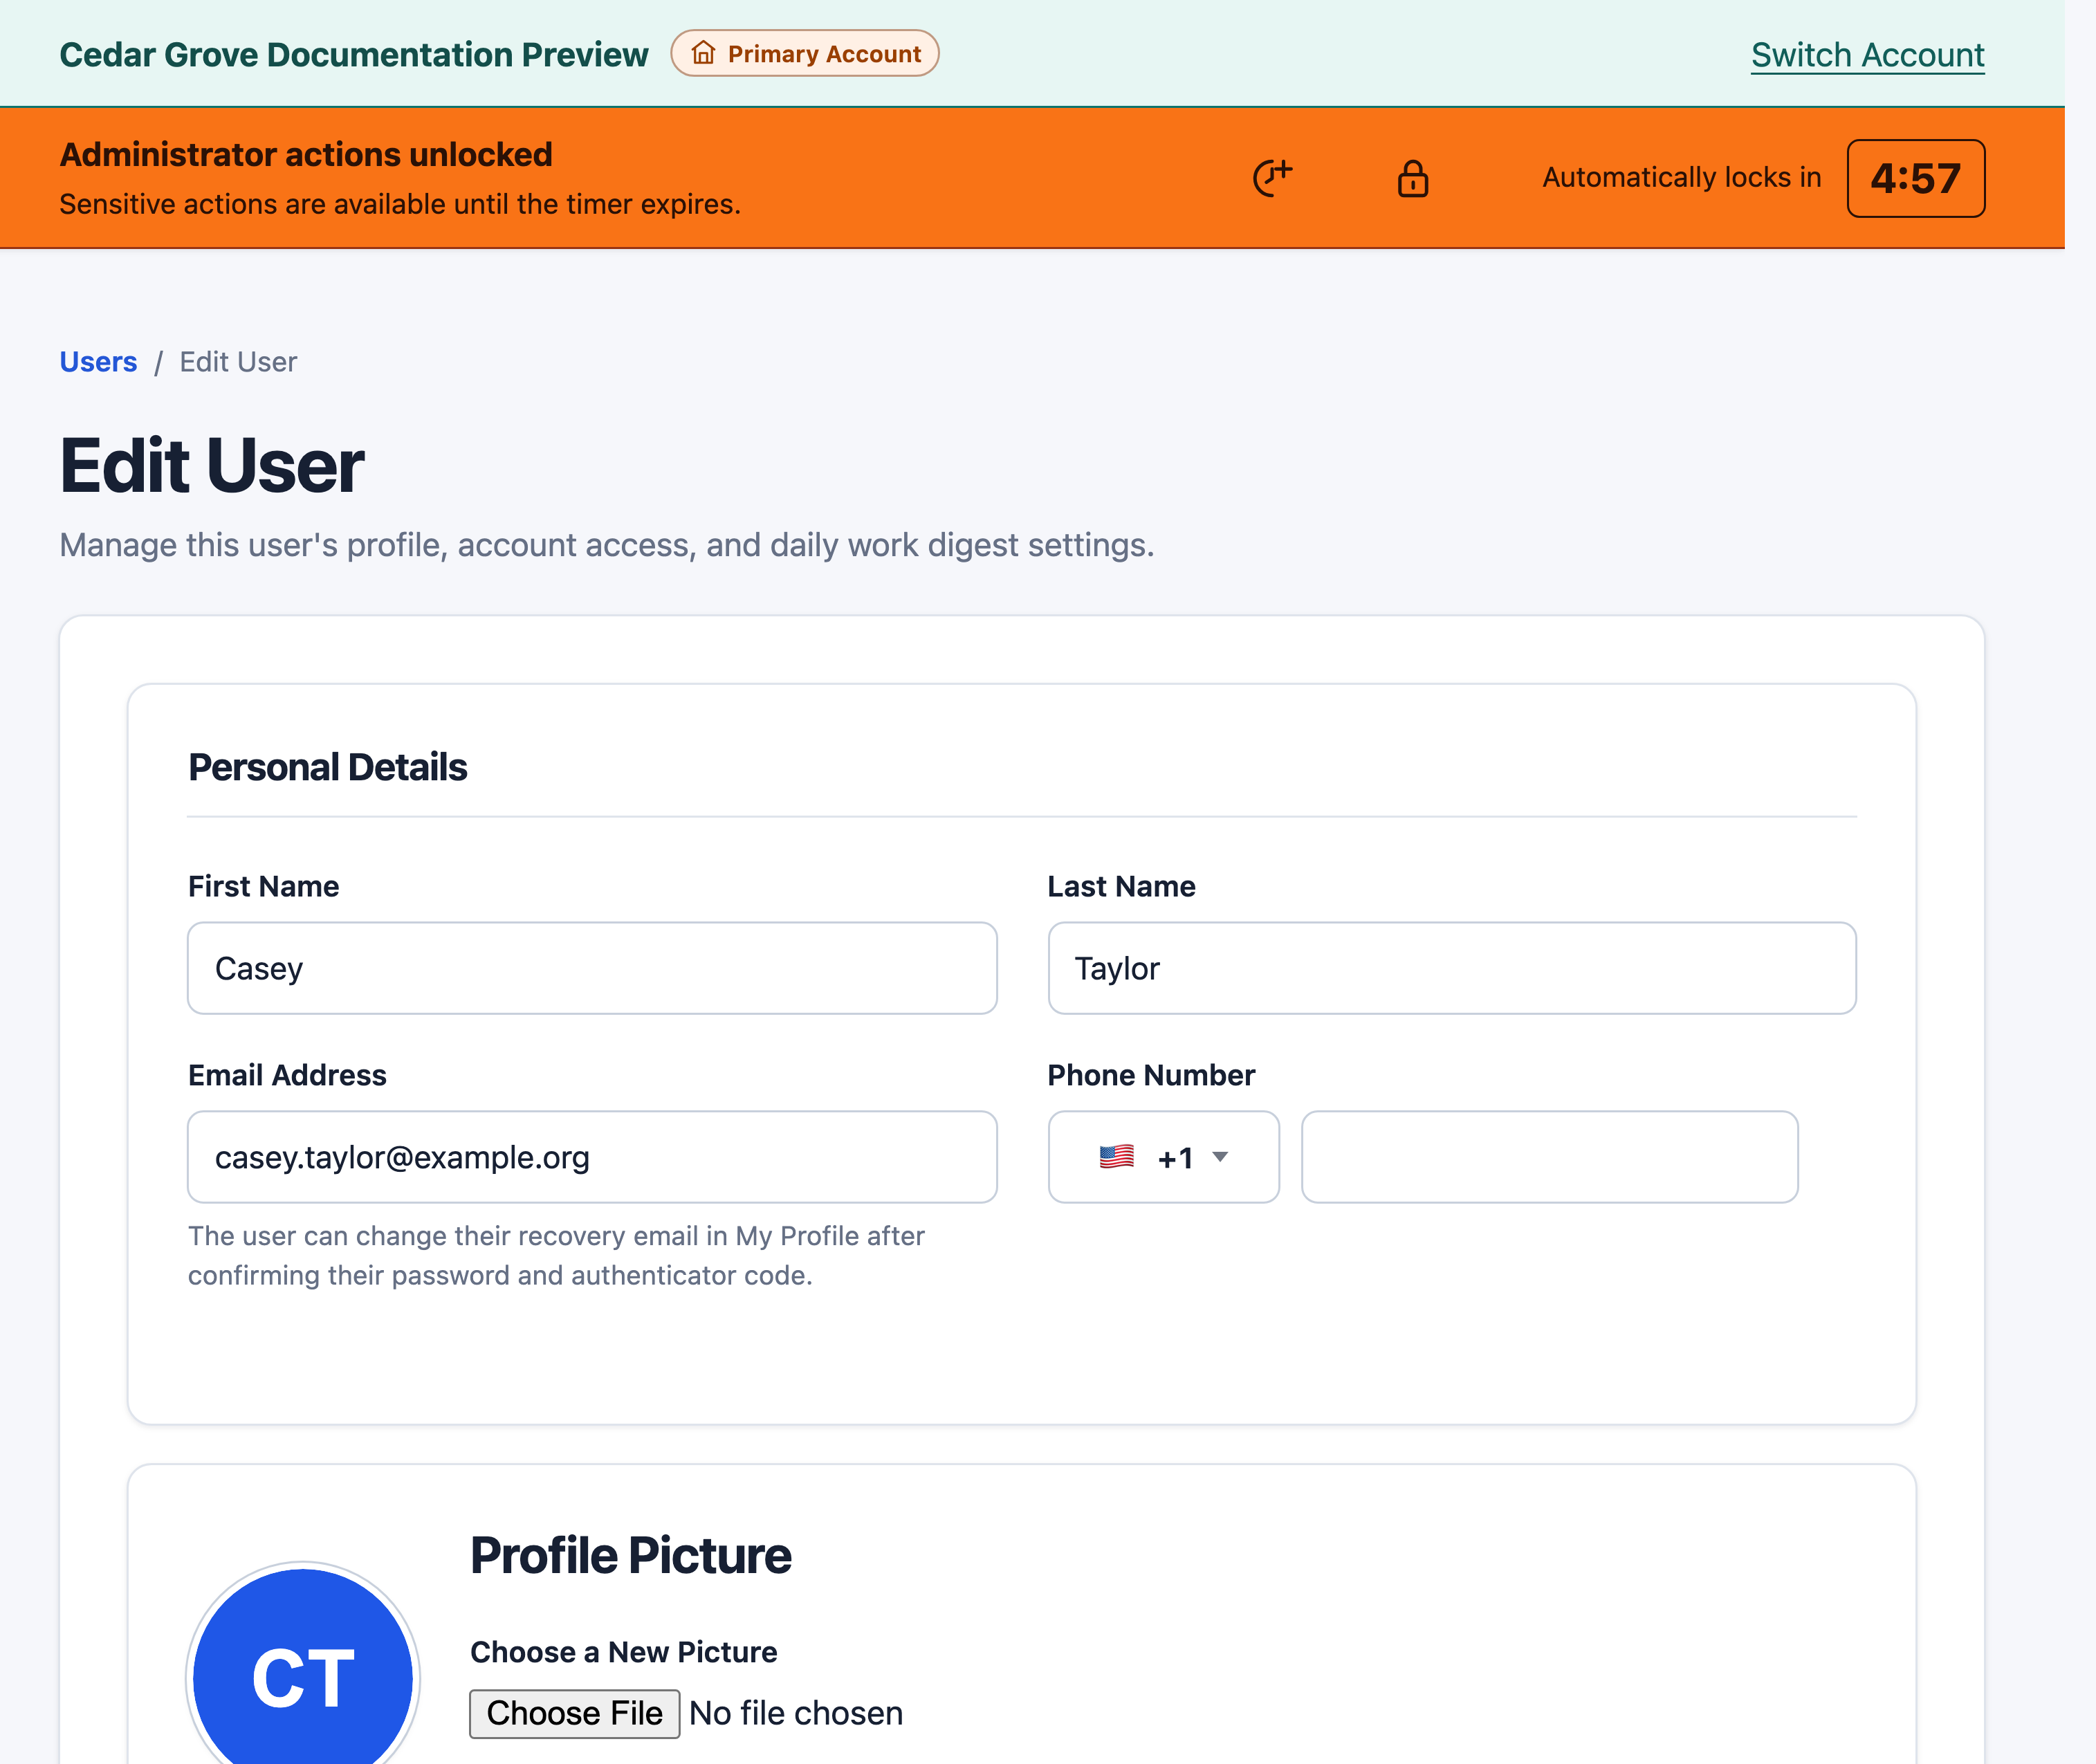 Cedar Grove Documentation Preview
Primary Account
Switch Account
Administrator actions unlocked
Sensitive actions are available until the timer expires.
Automatically locks in
4:57
Users / Edit User
Edit User
Manage this user's profile, account access, and daily work digest settings.
Personal Details
First Name
Last Name
Casey
Taylor
Email Address
Phone Number
casey.taylor@example.org
+1
The user can change their recovery email in My Profile after
confirming their password and authenticator code.
Profile Picture
CT
Choose a New Picture
Choose File No file chosen